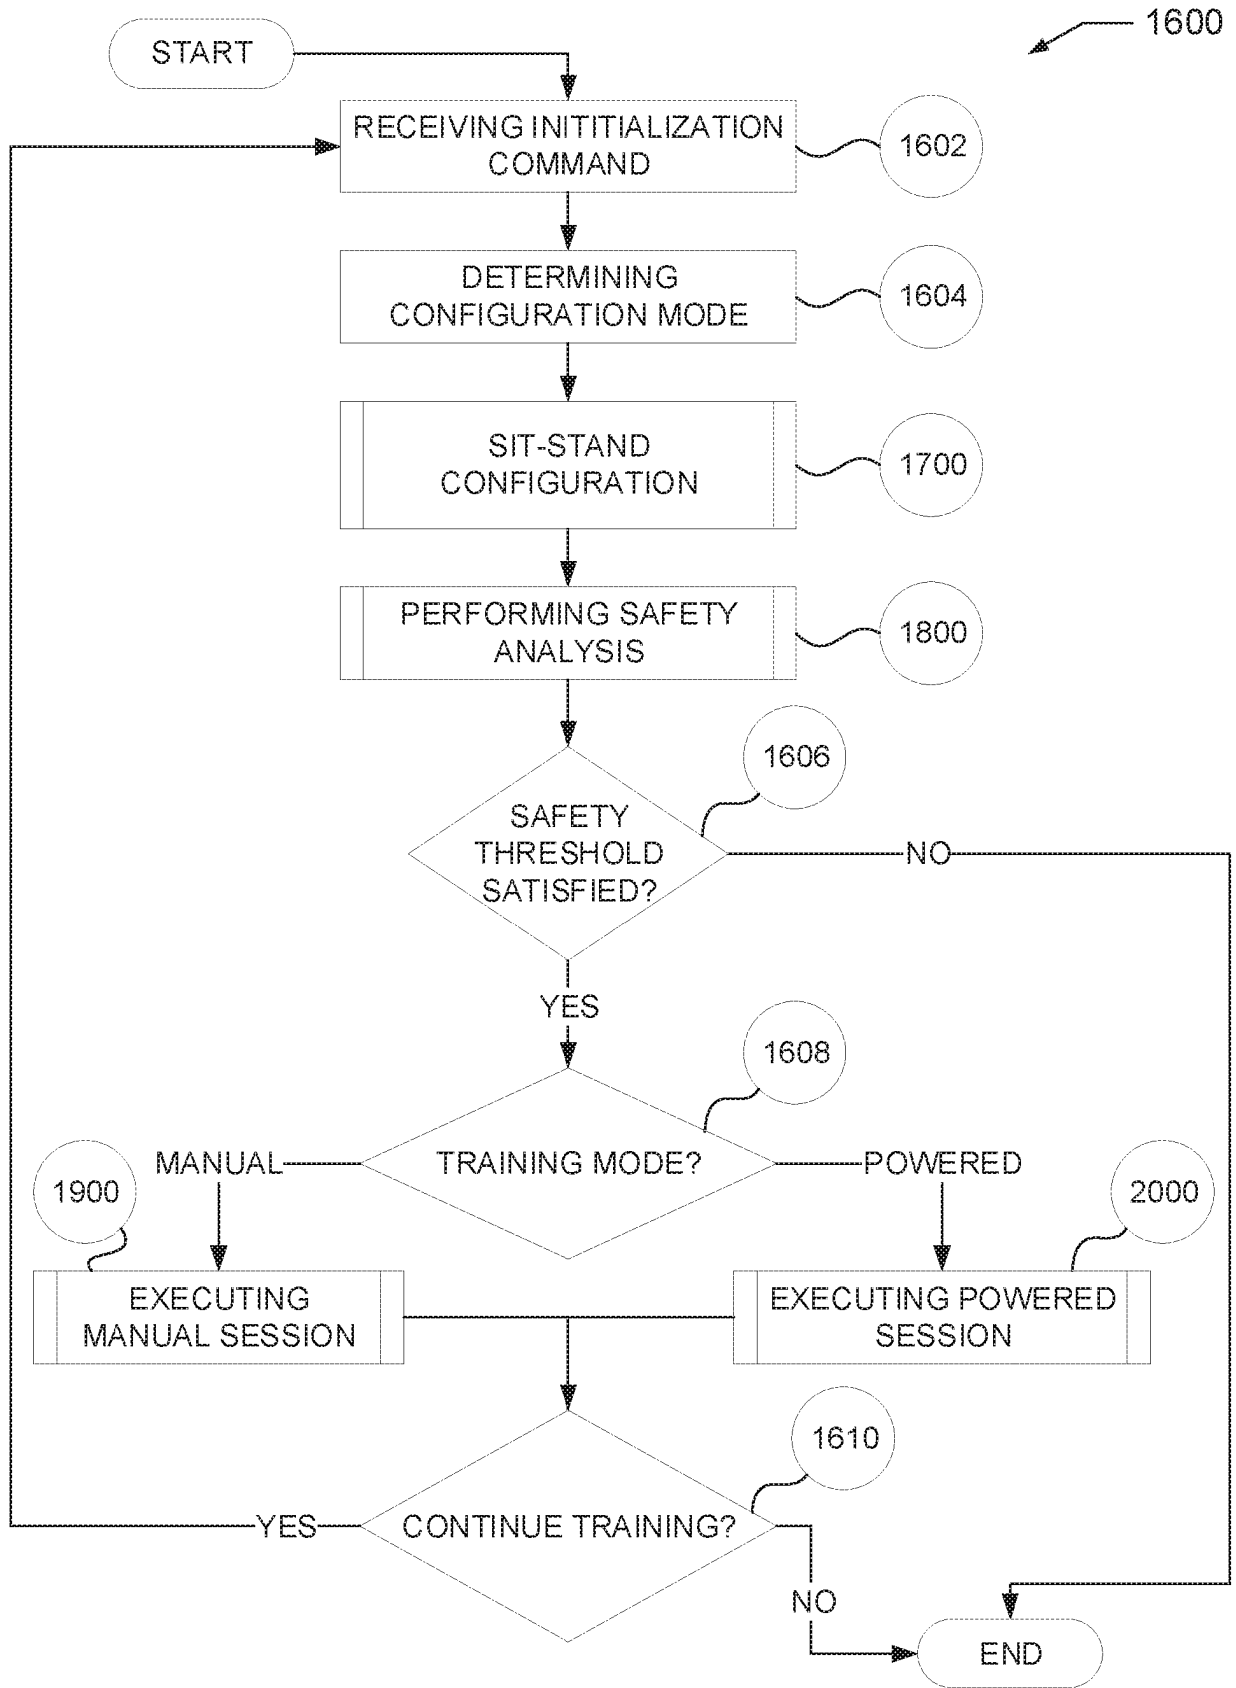 1600
START
RECEIVING INITITIALIZATION
COMMAND
1602
DETERMINING
CONFIGURATION MODE
1604
SIT-STAND
CONFIGURATION
1700
PERFORMING SAFETY
ANALYSIS
1800
1606
SAFETY
THRESHOLD
SATISFIED?
NO
YES
1608
MANUAL
TRAINING MODE?
POWERED
1900
2000
EXECUTING
MANUAL SESSION
EXECUTING POWERED
SESSION
1610
YES
CONTINUE TRAINING?
NO
END